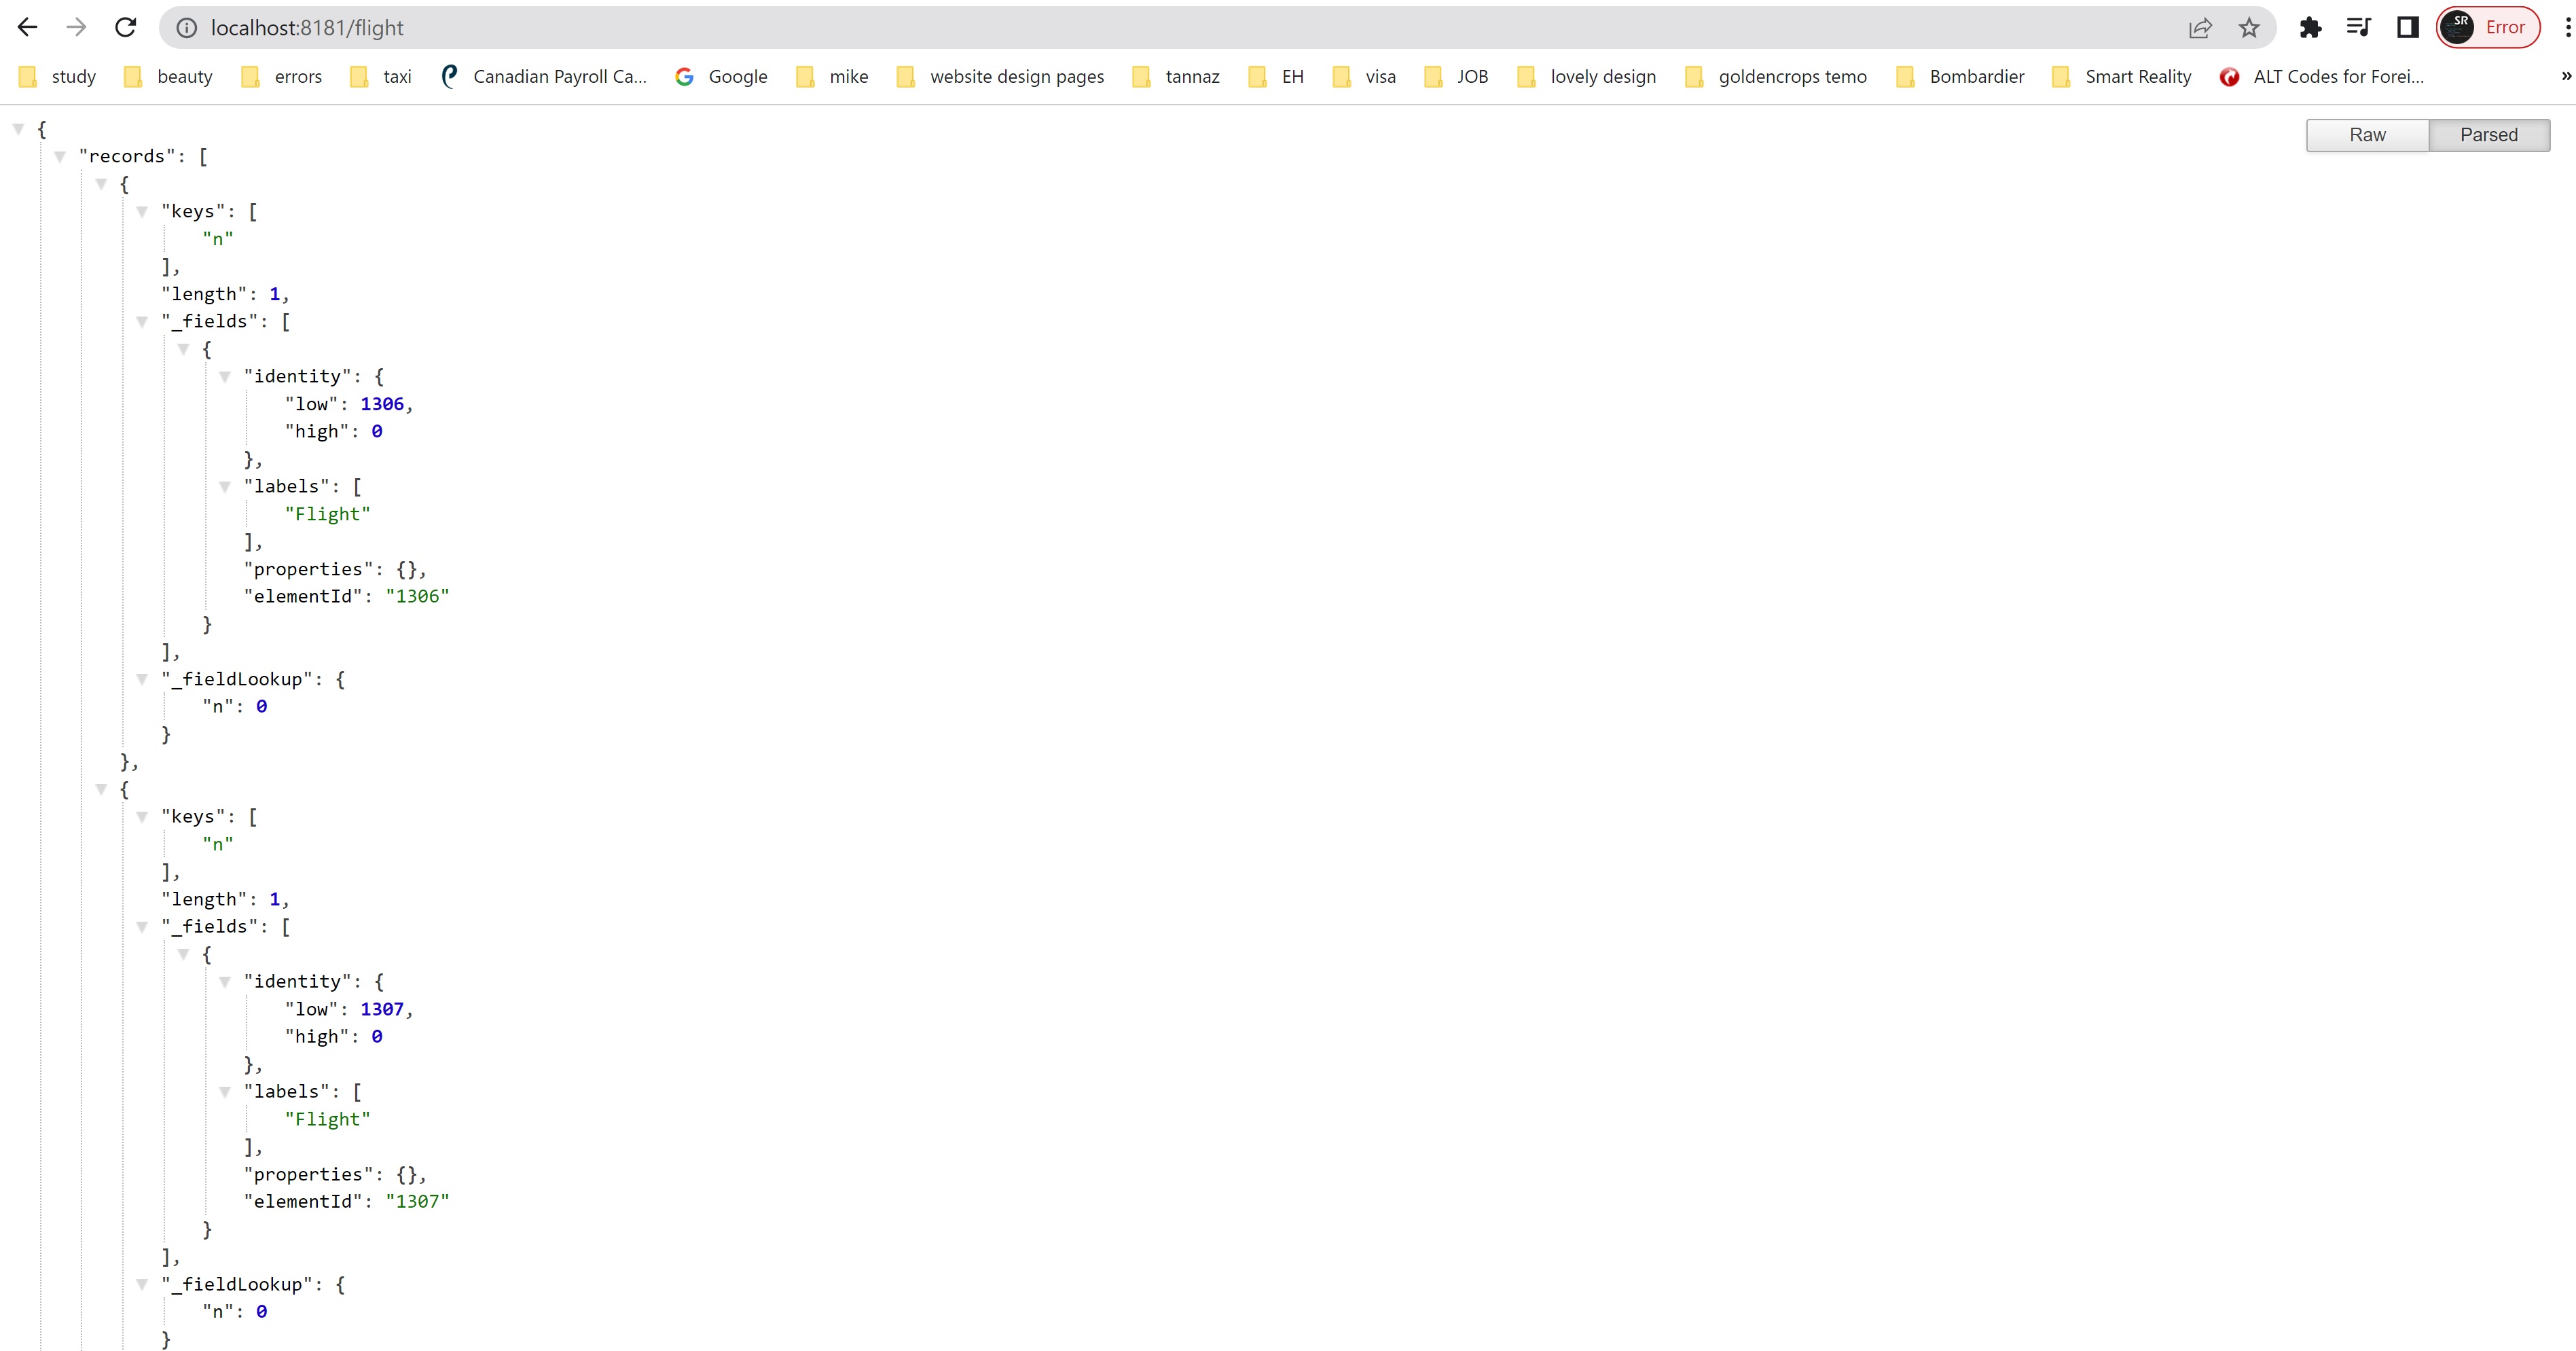 localhost:8181/flight
SR Error
study beauty errors taxi Canadian Payroll Ca... Google mike website design pages tannaz EH visa JOB lovely design goldencrops temo Bombardier Smart Reality ALT Codes for Forei... »
Raw Parsed
{
"records": [
{
"keys": [
"n"
],
"length": 1,
"_fields": [
{
"identity": {
"low": 1306,
"high": 0
},
"labels": [
"Flight"
],
"properties": {},
"elementId": "1306"
}
],
"_fieldLookup": {
"n": 0
}
},
{
"keys": [
"n"
],
"length": 1,
"_fields": [
{
"identity": {
"low": 1307,
"high": 0
},
"labels": [
"Flight"
],
"properties": {},
"elementId": "1307"
}
],
"_fieldLookup": {
"n": 0
}